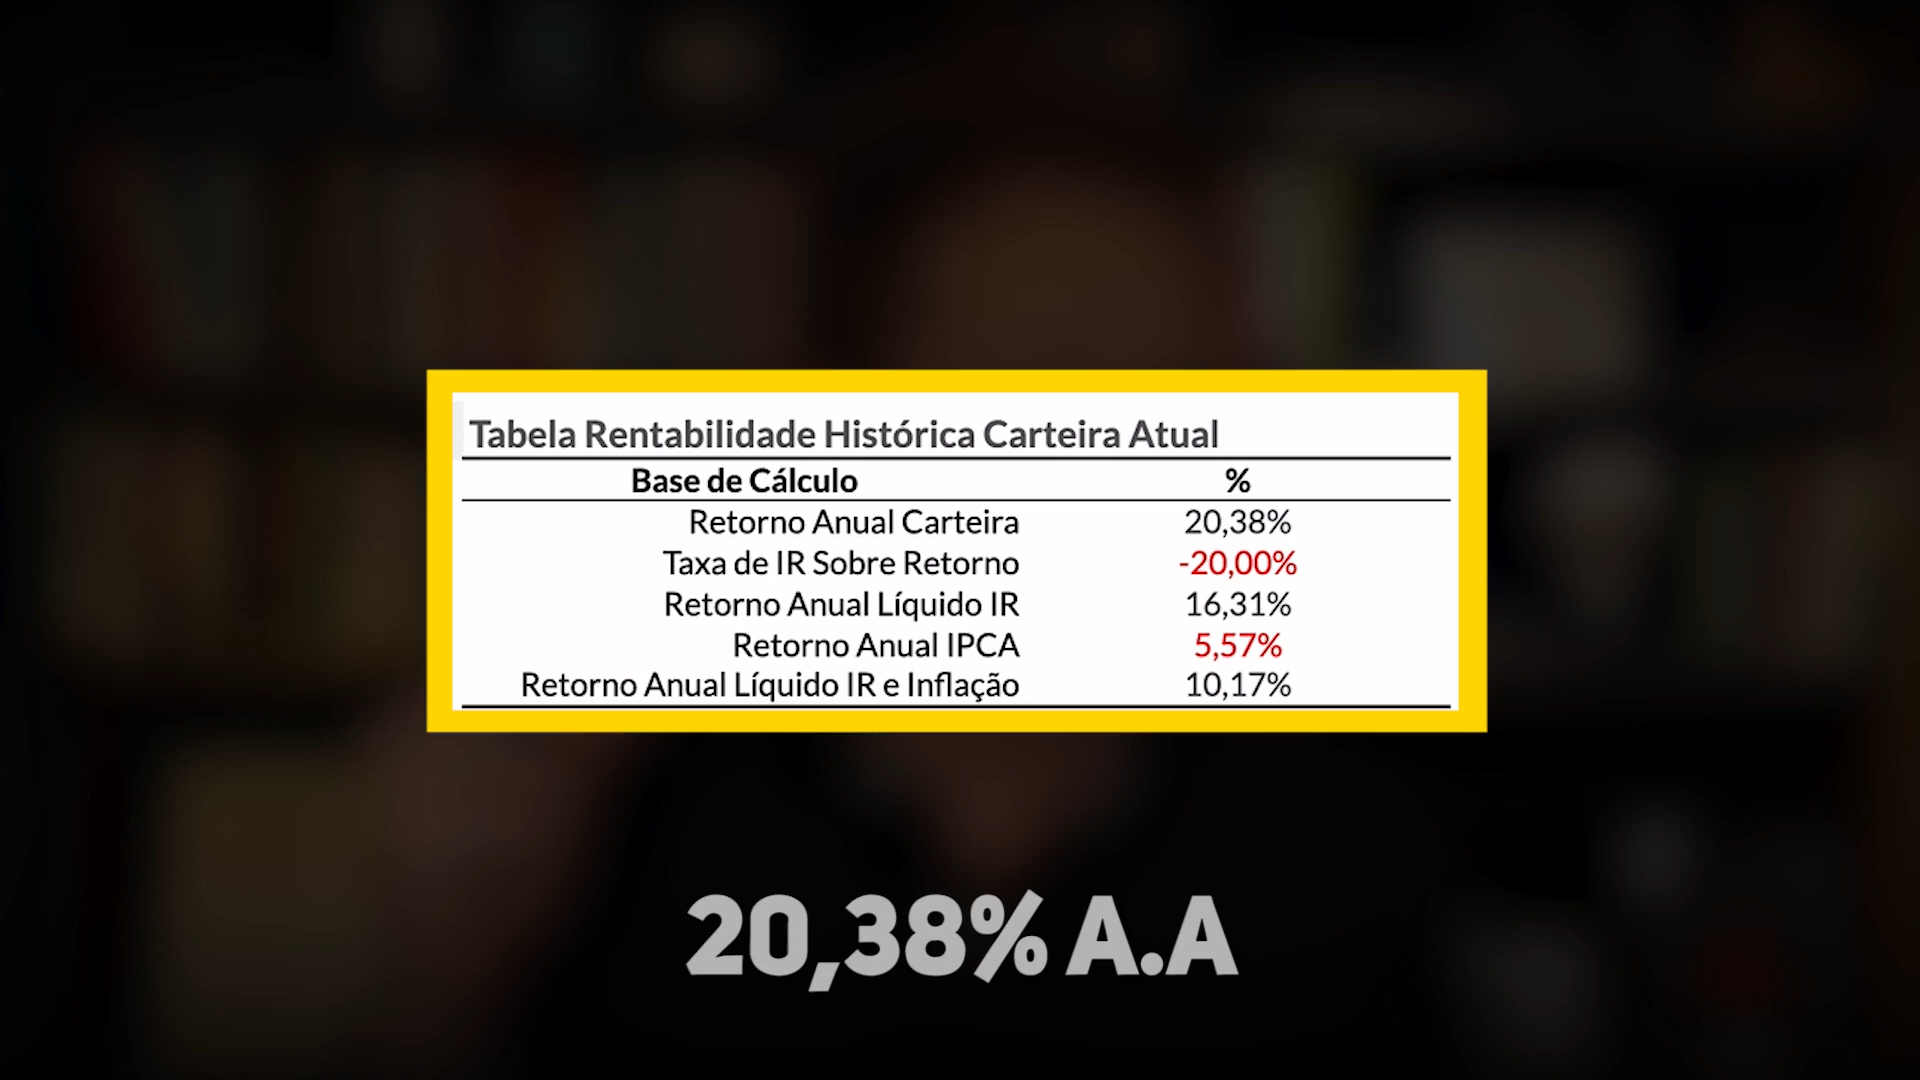 Tabela Rentabilidade Histórica Carteira Atual
Base de Cálculo %
Retorno Anual Carteira 20,38%
Taxa de IR Sobre Retorno -20,00%
Retorno Anual Líquido IR 16,31%
Retorno Anual IPCA 5,57%
Retorno Anual Líquido IR e Inflação 10,17%
20,38% A.A